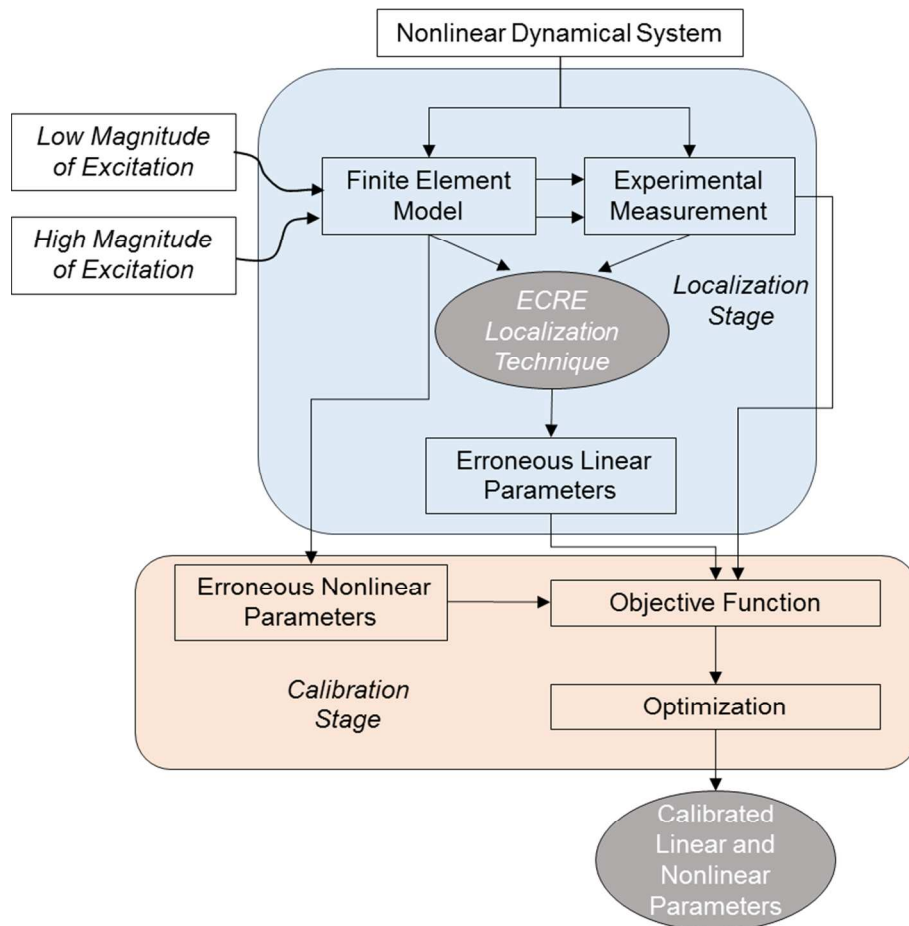 Nonlinear Dynamical System
Low Magnitude
of Excitation
High Magnitude
of Excitation
Finite Element
Model
Experimental
Measurement
ECRE
Localization
Technique
Localization
Stage
Erroneous Linear
Parameters
Erroneous Nonlinear
Parameters
Objective Function
Calibration
Stage
Optimization
Calibrated
Linear and
Nonlinear
Parameters